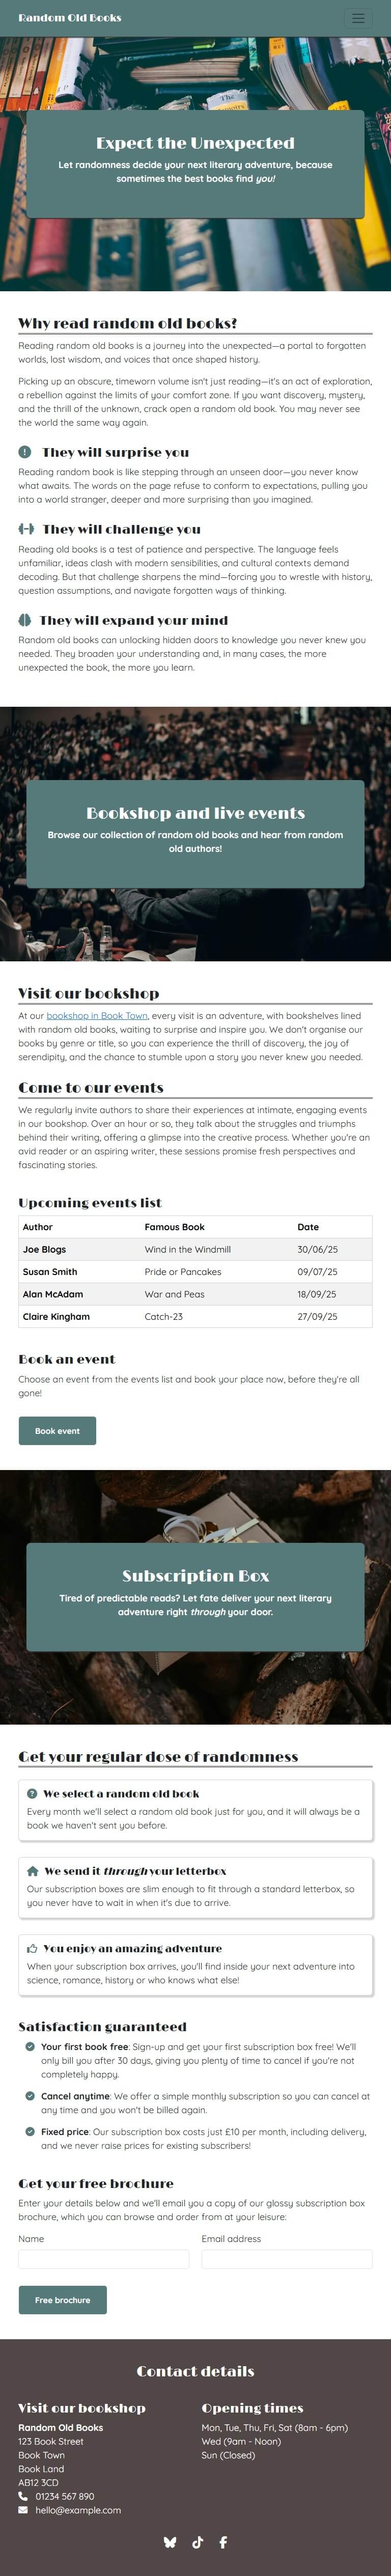 Random Old Books
Expect the Unexpected
Let randomness decide your next literary adventure, because
sometimes the best books find you!
Why read random old books?
Reading random old books is a journey into the unexpected—a portal to forgotten
worlds, lost wisdom, and voices that once shaped history.
Picking up an obscure, timeworn volume isn't just reading—it's an act of exploration,
a rebellion against the limits of your comfort zone. If you want discovery, mystery,
and the thrill of the unknown, crack open a random old book. You may never see
the world the same way again.
They will surprise you
Reading random book is like stepping through an unseen door—you never know
what awaits. The words on the page refuse to conform to expectations, pulling you
into a world stranger, deeper and more surprising than you imagined.
They will challenge you
Reading old books is a test of patience and perspective. The language feels
unfamiliar, ideas clash with modern sensibilities, and cultural contexts demand
decoding. But that challenge sharpens the mind—forcing you to wrestle with history,
question assumptions, and navigate forgotten ways of thinking.
They will expand your mind
Random old books can unlocking hidden doors to knowledge you never knew you
needed. They broaden your understanding and, in many cases, the more
unexpected the book, the more you learn.
Bookshop and live events
Browse our collection of random old books and hear from random
old authors!
Visit our bookshop
At our bookshop in Book Town, every visit is an adventure, with bookshelves lined
with random old books, waiting to surprise and inspire you. We don't organise our
books by genre or title, so you can experience the thrill of discovery, the joy of
serendipity, and the chance to stumble upon a story you never knew you needed.
Come to our events
We regularly invite authors to share their experiences at intimate, engaging events
in our bookshop. Over an hour or so, they talk about the struggles and triumphs
behind their writing, offering a glimpse into the creative process. Whether you're an
avid reader or an aspiring writer, these sessions promise fresh perspectives and
fascinating stories.
Upcoming events list
Author Famous Book Date
Joe Blogs Wind in the Windmill 30/06/25
Susan Smith Pride or Pancakes 09/07/25
Alan McAdam War and Peas 18/09/25
Claire Kingham Catch-23 27/09/25
Book an event
Choose an event from the events list and book your place now, before they're all
gone!
Book event
Subscription Box
Tired of predictable reads? Let fate deliver your next literary
adventure right through your door.
Get your regular dose of randomness
We select a random old book
Every month we'll select a random old book just for you, and it will always be a
book we haven't sent you before.
We send it through your letterbox
Our subscription boxes are slim enough to fit through a standard letterbox, so
you never have to wait in when it's due to arrive.
You enjoy an amazing adventure
When your subscription box arrives, you'll find inside your next adventure into
science, romance, history or who knows what else!
Satisfaction guaranteed
Your first book free: Sign-up and get your first subscription box free! We'll
only bill you after 30 days, giving you plenty of time to cancel if you're not
completely happy.
Cancel anytime: We offer a simple monthly subscription so you can cancel at
any time and you won't be billed again.
Fixed price: Our subscription box costs just £10 per month, including delivery,
and we never raise prices for existing subscribers!
Get your free brochure
Enter your details below and we'll email you a copy of our glossy subscription box
brochure, which you can browse and order from at your leisure:
Name Email address
Free brochure
Contact details
Visit our bookshop
Random Old Books
123 Book Street
Book Town
Book Land
AB12 3CD
01234 567 890
hello@example.com
Opening times
Mon, Tue, Thu, Fri, Sat (8am - 6pm)
Wed (9am - Noon)
Sun (Closed)